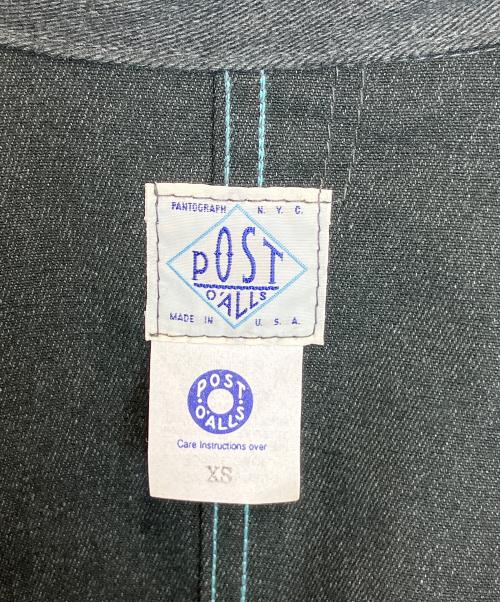 PANTOGRAPH N. Y. C.
POST
O'ALLS
MADE IN U. S. A.
POST
O'ALLS
Care Instructions over
XS